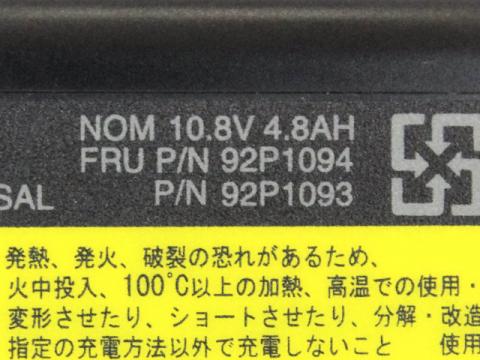 NOM 10.8V 4.8AH
FRU P/N 92P1094
P/N 92P1093
SAL
発熱、発火、破裂の恐れがあるため、
火中投入、100°C以上の加熱、高温での使用・
変形させたり、ショートさせたり、分解・改造
指定の充電方法以外で充電しないこと 使用